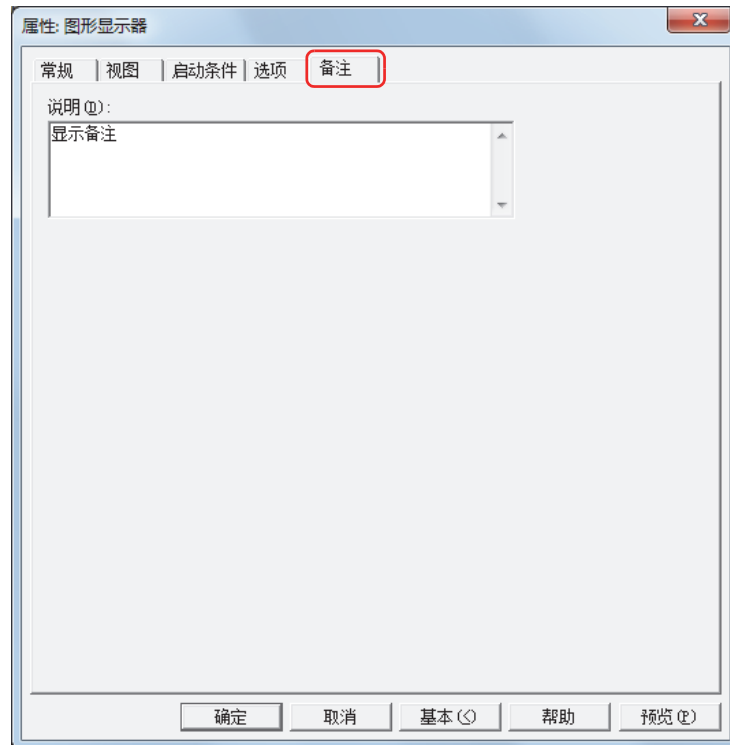 属性: 图形显示器
常规 视图 启动条件 选项 备注
说明(D):
显示备注
确定 取消 基本(<) 帮助 预览(P)